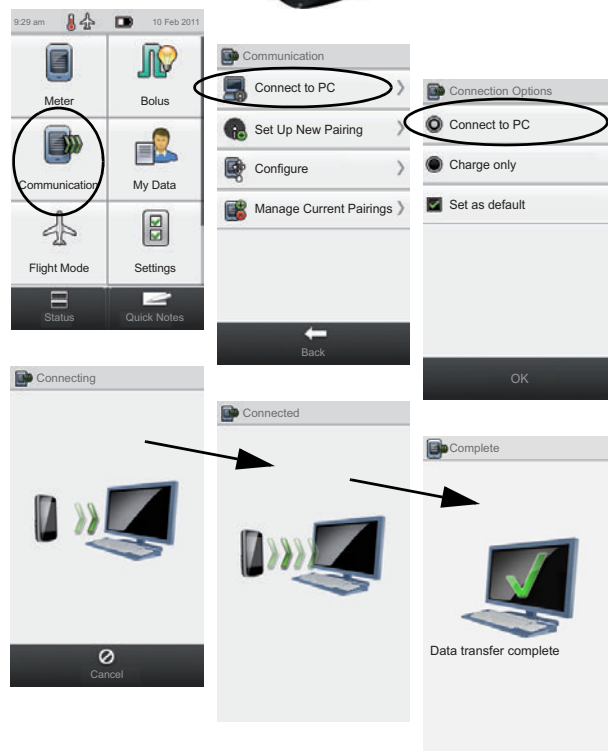 9:29 am 10 Feb 2011
Meter
Bolus
Communication
My Data
Flight Mode
Settings
Status
Quick Notes
Communication
Connect to PC
Set Up New Pairing
Configure
Manage Current Pairings
Back
Connection Options
Connect to PC
Charge only
Set as default
OK
Connecting
Cancel
Connected
Complete
Data transfer complete